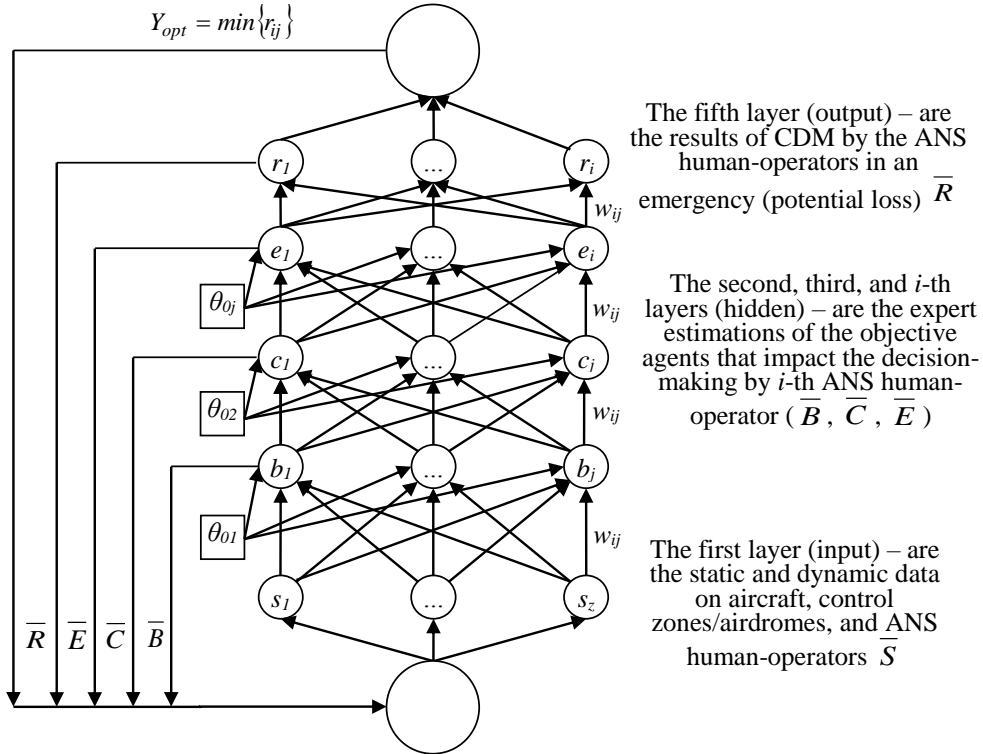 Y_opt = min{r_ij}
The fifth layer (output) – are
the results of CDM by the ANS
human-operators in an
emergency (potential loss) R̅
r_1 ... r_i
w_ij
e_1 ... e_i
θ_0j
w_ij
The second, third, and i-th
layers (hidden) – are the expert
estimations of the objective
agents that impact the decision-
making by i-th ANS human-
operator ( B̅ , C̅ , E̅ )
c_1 ... c_j
θ_02
w_ij
b_1 ... b_j
θ_01
w_ij
The first layer (input) – are
the static and dynamic data
on aircraft, control
zones/airdromes, and ANS
human-operators S̅
s_1 ... s_z
R̅ E̅ C̅ B̅